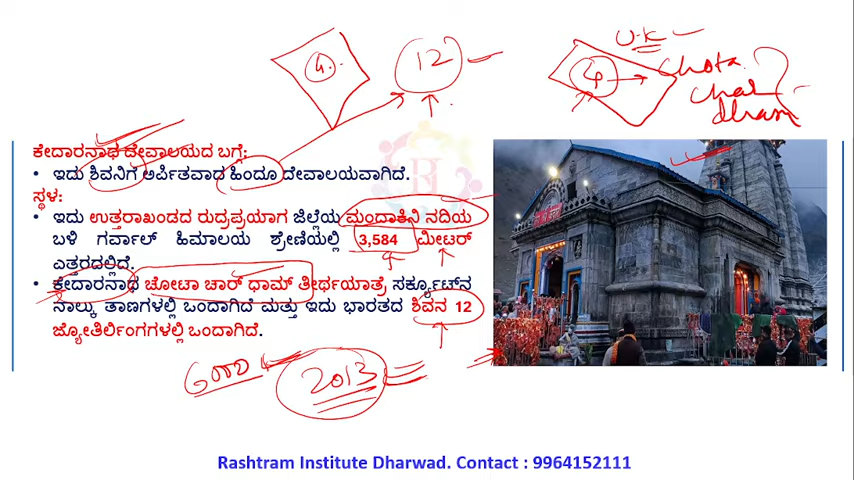 4
12
U.K
4
Chota
Char
dham
ಕೇದಾರನಾಥ ದೇವಾಲಯದ ಬಗ್ಗೆ:
• ಇದು ಶಿವನಿಗೆ ಅರ್ಪಿತವಾದ ಹಿಂದೂ ದೇವಾಲಯವಾಗಿದೆ.
ಸ್ಥಳ:
• ಇದು ಉತ್ತರಾಖಂಡದ ರುದ್ರಪ್ರಯಾಗ ಜಿಲ್ಲೆಯ ಮಂದಾಕಿನಿ ನದಿಯ
ಬಳಿ ಗರ್ವಾಲ್ ಹಿಮಾಲಯ ಶ್ರೇಣಿಯಲ್ಲಿ 3,584 ಮೀಟರ್
ಎತ್ತರದಲ್ಲಿದೆ.
• ಕೇದಾರನಾಥ ಚೋಟಾ ಚಾರ್ ಧಾಮ್ ತೀರ್ಥಯಾತ್ರೆ ಸರ್ಕ್ಯೂಟ್‌ನ
ನಾಲ್ಕು ತಾಣಗಳಲ್ಲಿ ಒಂದಾಗಿದೆ ಮತ್ತು ಇದು ಭಾರತದ ಶಿವನ 12
ಜ್ಯೋತಿರ್ಲಿಂಗಗಳಲ್ಲಿ ಒಂದಾಗಿದೆ.
2013
Rashtram Institute Dharwad. Contact : 9964152111